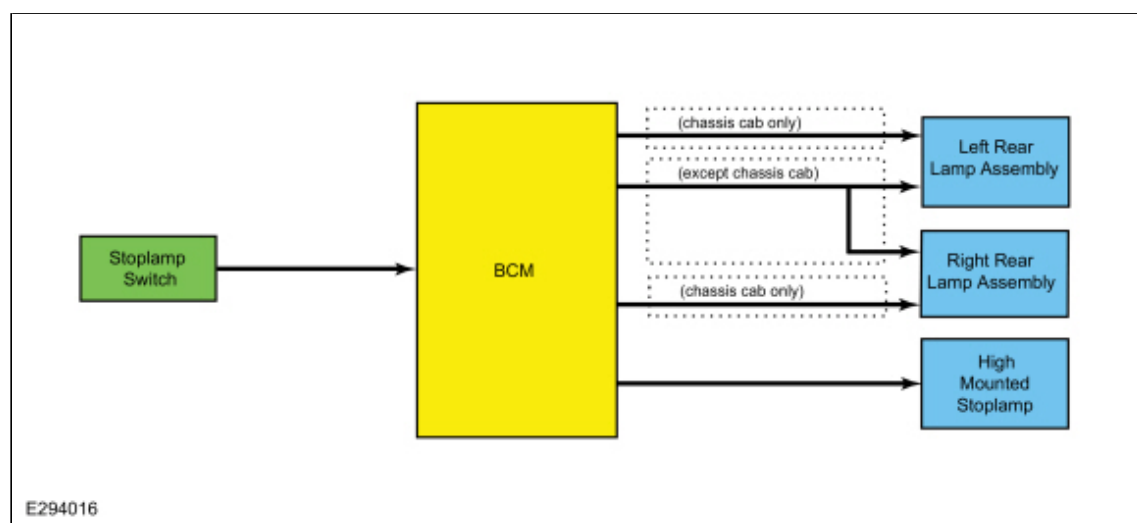 Stoplamp
Switch
BCM
(chassis cab only)
(except chassis cab)
(chassis cab only)
Left Rear
Lamp Assembly
Right Rear
Lamp Assembly
High
Mounted
Stoplamp
E294016